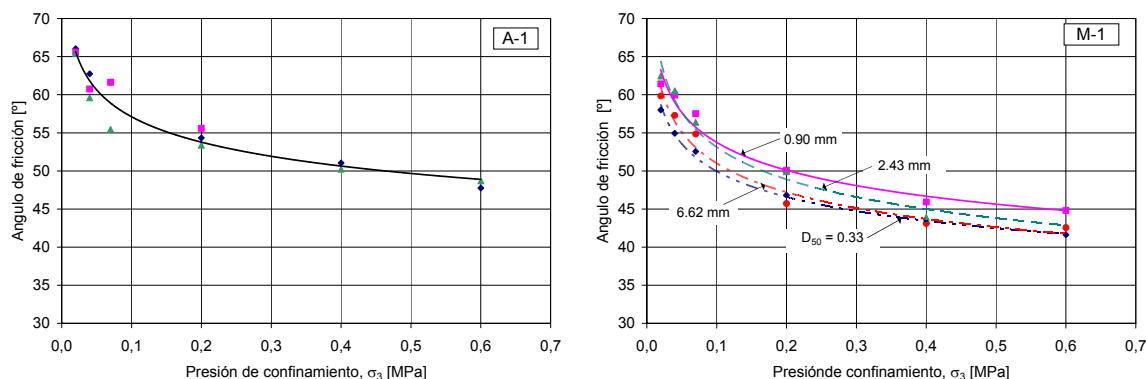 70
65
60
55
50
45
40
35
30
Angulo de fricción [º]
A-1
0,0 0,1 0,2 0,3 0,4 0,5 0,6 0,7
Presión de confinamiento, σ3 [MPa]
70
65
60
55
50
45
40
35
30
Angulo de fricción [º]
M-1
0.90 mm
2.43 mm
6.62 mm
D50 = 0.33
0,0 0,1 0,2 0,3 0,4 0,5 0,6 0,7
Presiónde confinamiento, σ3 [MPa]